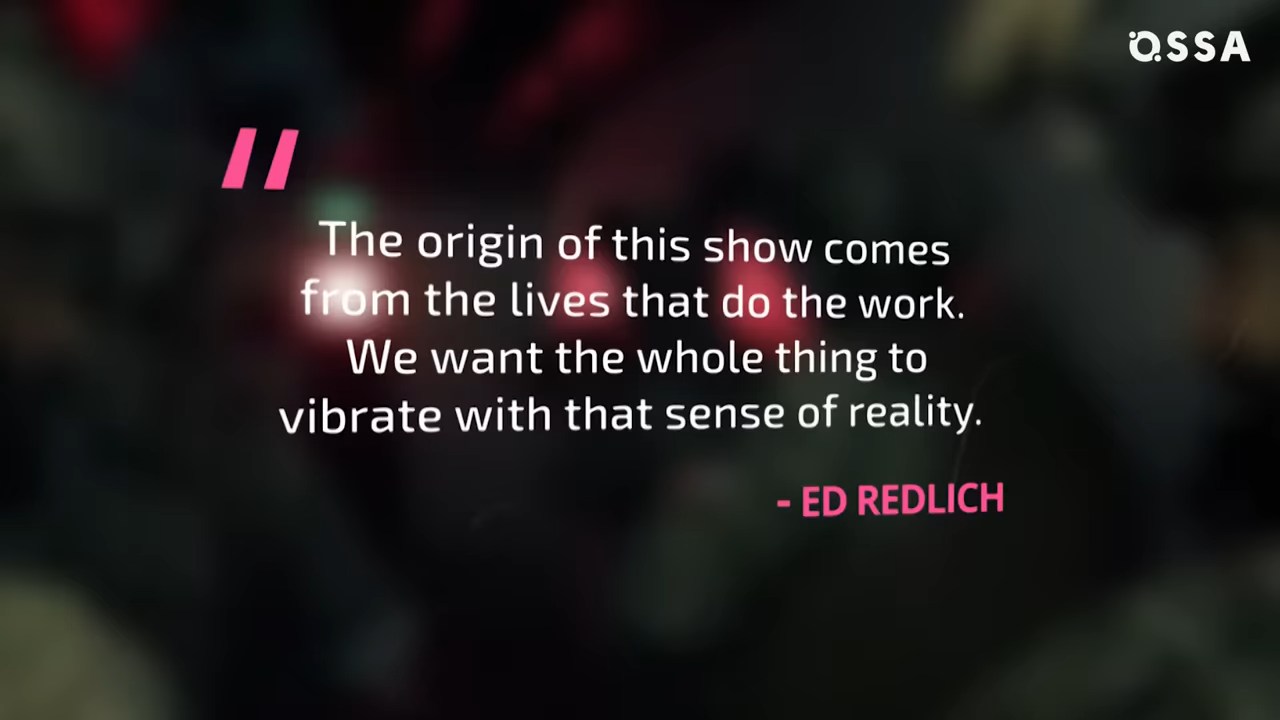 OSSA
"
The origin of this show comes
from the lives that do the work.
We want the whole thing to
vibrate with that sense of reality.
- ED REDLICH